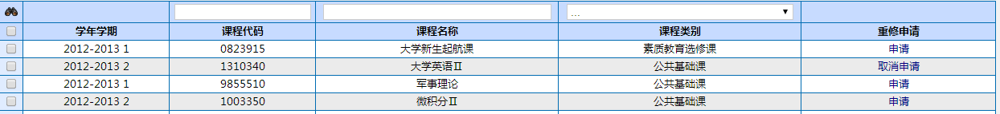 ...
学年学期 课程代码 课程名称 课程类别 重修申请
2012-2013 1 0823915 大学新生起航课 素质教育选修课 申请
2012-2013 2 1310340 大学英语Ⅱ 公共基础课 取消申请
2012-2013 1 9855510 军事理论 公共基础课 申请
2012-2013 2 1003350 微积分Ⅱ 公共基础课 申请